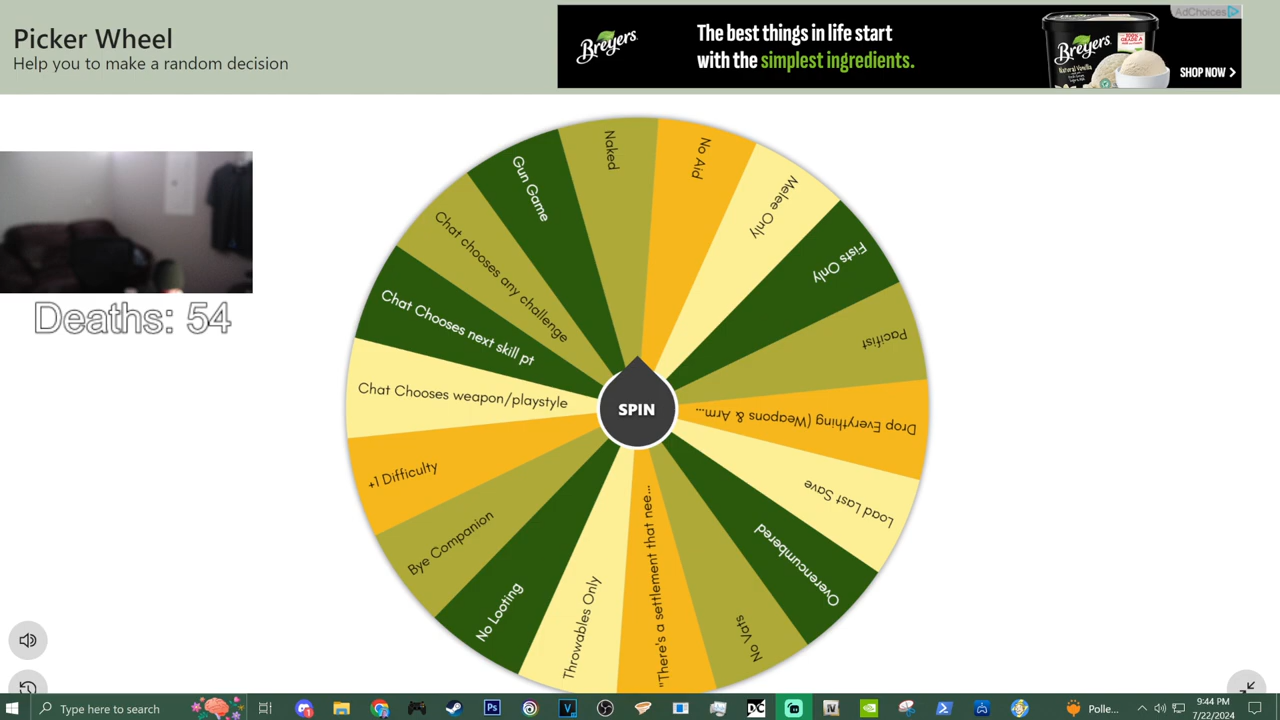 Picker Wheel
Help you to make a random decision
Breyers
The best things in life start
with the simplest ingredients.
Breyers
SHOP NOW
AdChoices
Deaths: 54
Naked
No Aid
Melee Only
Fists Only
Pacifist
Drop Everything (Weapons & Arm...
Load Last Save
Overencumbered
No Vats
"There's a settlement that nee...
Throwables Only
No Looting
Bye Companion
+1 Difficulty
Chat Chooses weapon/playstyle
Chat Chooses next skill pt
Chat chooses any challenge
Gun Game
SPIN
Type here to search
Polle...
9:44 PM
7/22/2024